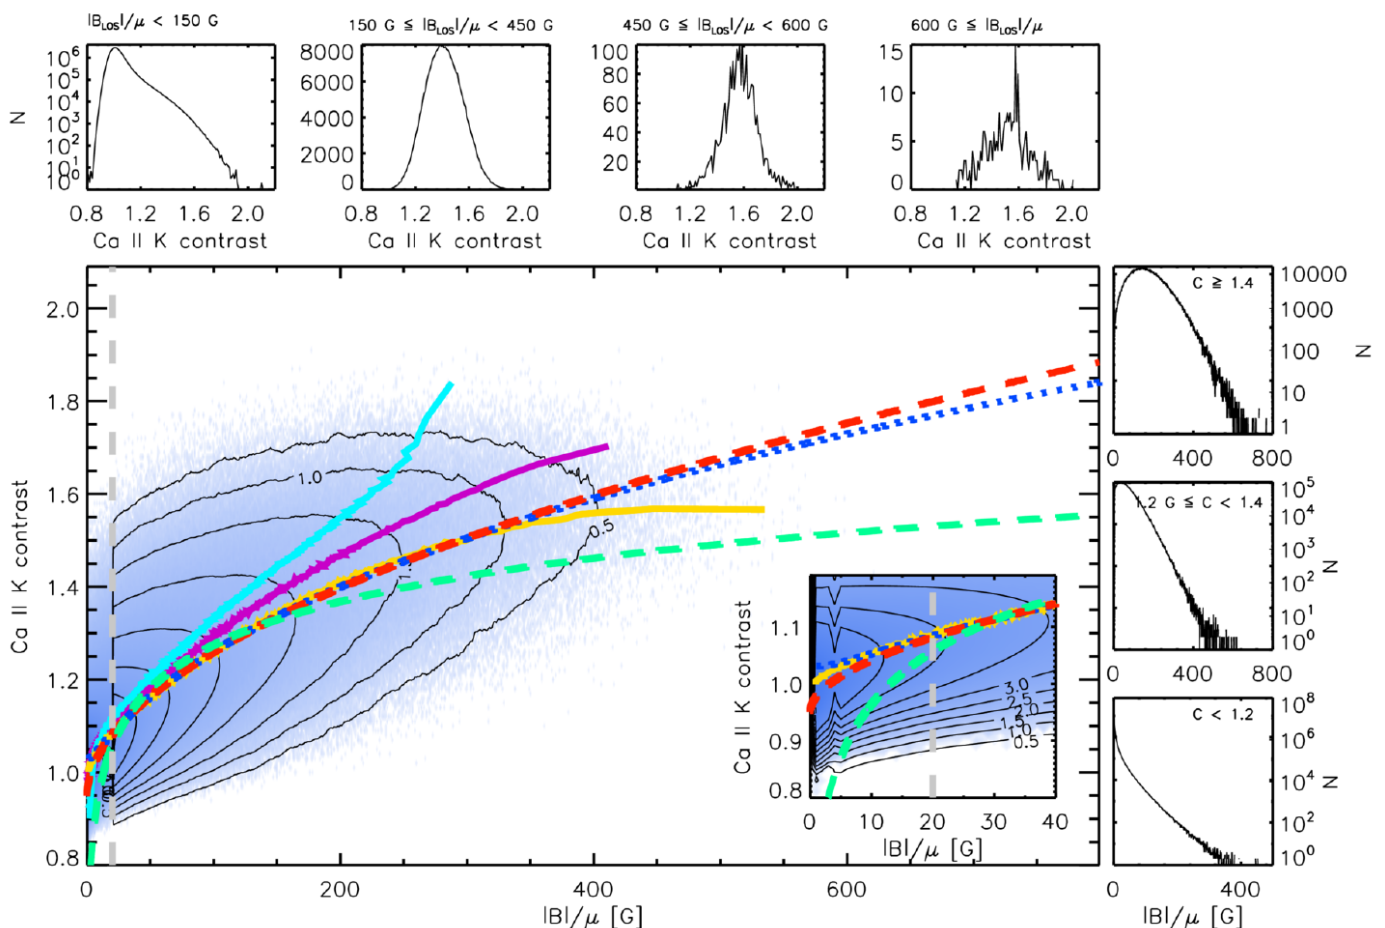 |B_LOS|/μ < 150 G
150 G ≦ |B_LOS|/μ < 450 G
450 G ≦ |B_LOS|/μ < 600 G
600 G ≦ |B_LOS|/μ
N
10^6
10^5
10^4
10^3
10^2
10^1
10^0
0.8 1.2 1.6 2.0
Ca II K contrast
8000
6000
4000
2000
0
0.8 1.2 1.6 2.0
Ca II K contrast
100
80
60
40
20
0.8 1.2 1.6 2.0
Ca II K contrast
15
10
5
0
0.8 1.2 1.6 2.0
Ca II K contrast
Ca II K contrast
2.0
1.8
1.6
1.4
1.2
1.0
0.8
0 200 400 600
|B|/μ [G]
1.0
0.5
Ca II K contrast
1.1
1.0
0.9
0.8
3.0
2.5
2.0
1.5
1.0
0.5
0 10 20 30 40
|B|/μ [G]
C ≧ 1.4
10000
1000
100
10
1
N
0 400 800
1.2 G ≦ C < 1.4
10^5
10^4
10^3
10^2
10^1
10^0
N
0 400 800
C < 1.2
10^8
10^6
10^4
10^2
10^0
N
0 200 400
|B|/μ [G]